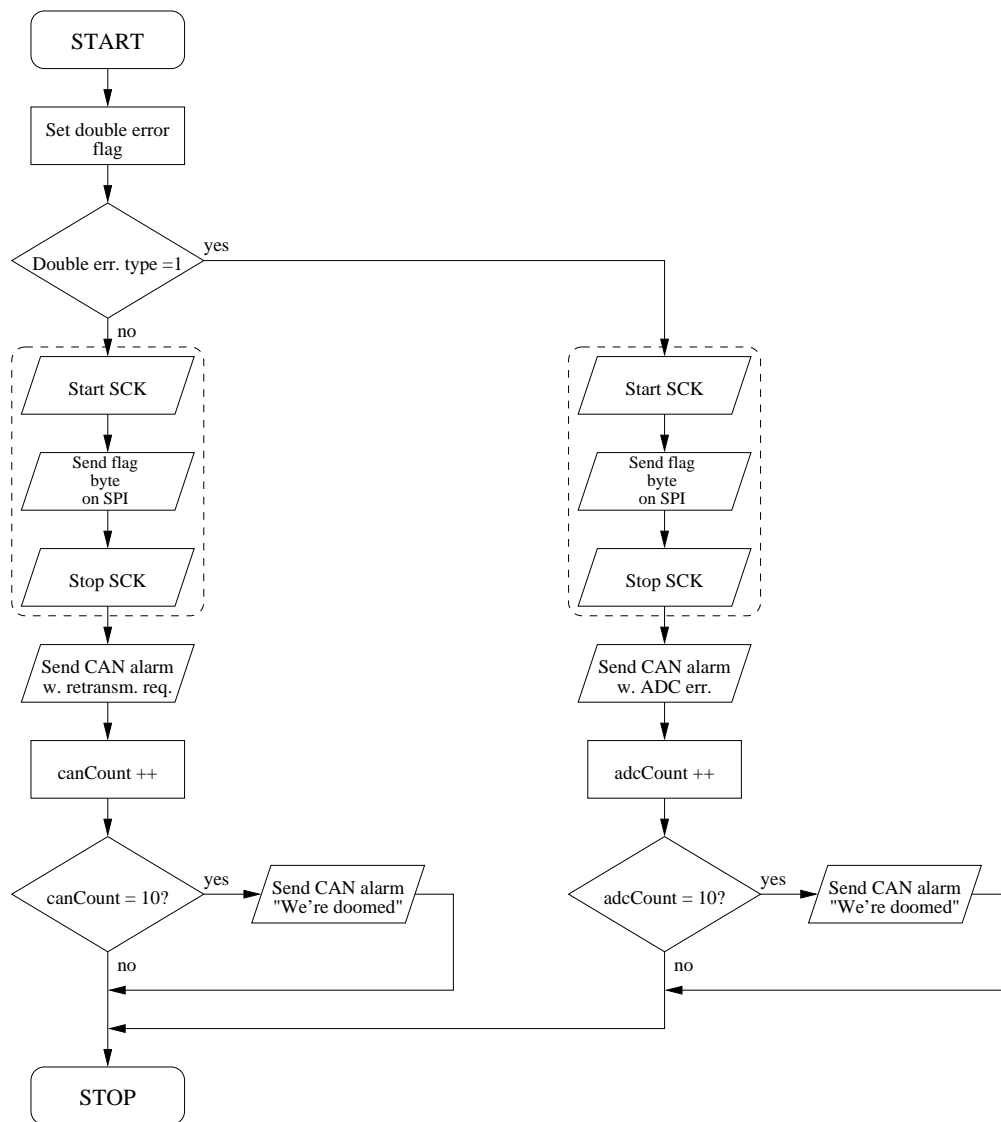 START
Set double error
flag
Double err. type =1
yes
no
Start SCK
Send flag
byte
on SPI
Stop SCK
Send CAN alarm
w. retransm. req.
canCount ++
canCount = 10?
yes
Send CAN alarm
"We're doomed"
no
Start SCK
Send flag
byte
on SPI
Stop SCK
Send CAN alarm
w. ADC err.
adcCount ++
adcCount = 10?
yes
Send CAN alarm
"We're doomed"
no
STOP